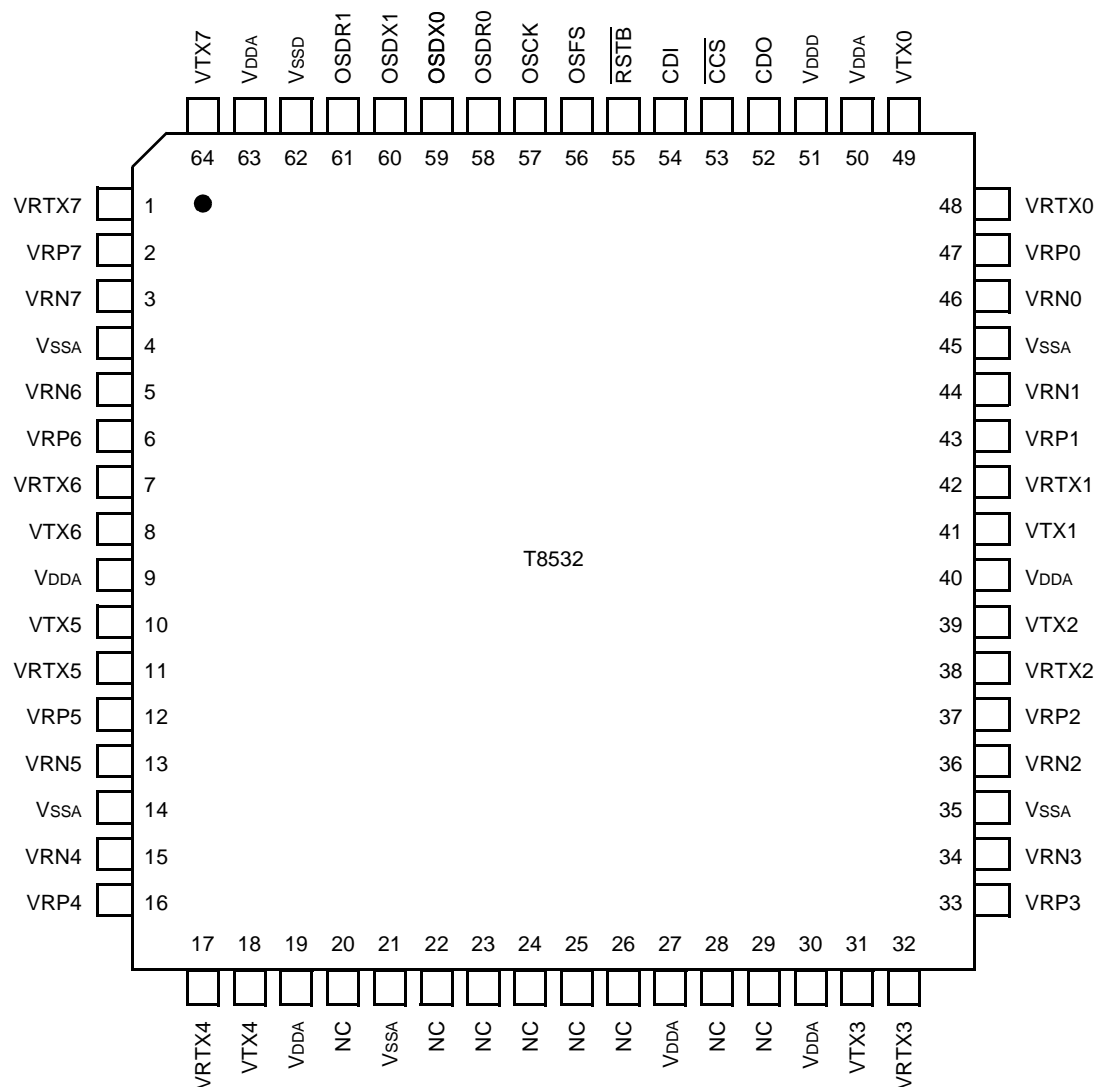 VTX7 VDDA VSSD OSDR1 OSDX1 OSDX0 OSDR0 OSCK OSFS RSTB CDI CCS CDO VDDD VDDA VTX0
64 63 62 61 60 59 58 57 56 55 54 53 52 51 50 49
VRTX7 1 48 VRTX0
VRP7 2 47 VRP0
VRN7 3 46 VRN0
VSSA 4 45 VSSA
VRN6 5 44 VRN1
VRP6 6 43 VRP1
VRTX6 7 42 VRTX1
VTX6 8 41 VTX1
T8532
VDDA 9 40 VDDA
VTX5 10 39 VTX2
VRTX5 11 38 VRTX2
VRP5 12 37 VRP2
VRN5 13 36 VRN2
VSSA 14 35 VSSA
VRN4 15 34 VRN3
VRP4 16 33 VRP3
17 18 19 20 21 22 23 24 25 26 27 28 29 30 31 32
VRTX4 VTX4 VDDA NC VSSA NC NC NC NC NC VDDA NC NC VDDA VTX3 VRTX3